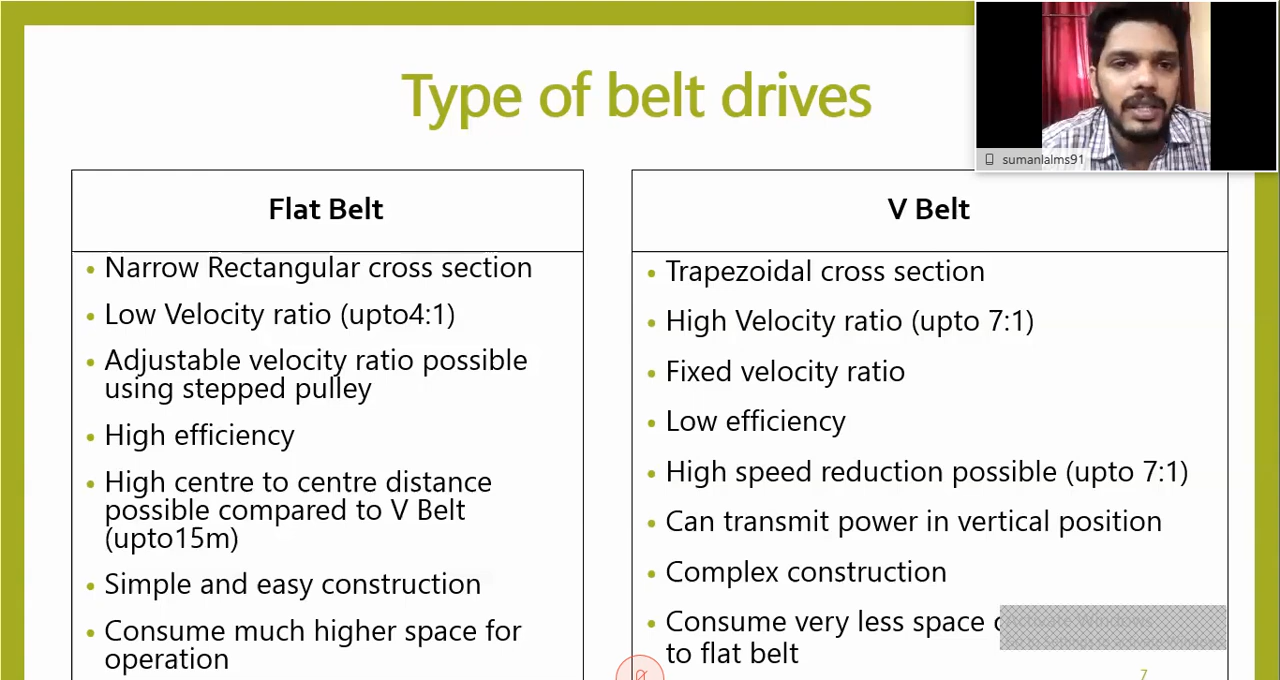 Type of belt drives
sumanlalms91
Flat Belt
• Narrow Rectangular cross section
• Low Velocity ratio (upto4:1)
• Adjustable velocity ratio possible
using stepped pulley
• High efficiency
• High centre to centre distance
possible compared to V Belt
(upto15m)
• Simple and easy construction
• Consume much higher space for
operation
V Belt
• Trapezoidal cross section
• High Velocity ratio (upto 7:1)
• Fixed velocity ratio
• Low efficiency
• High speed reduction possible (upto 7:1)
• Can transmit power in vertical position
• Complex construction
• Consume very less space
to flat belt
7